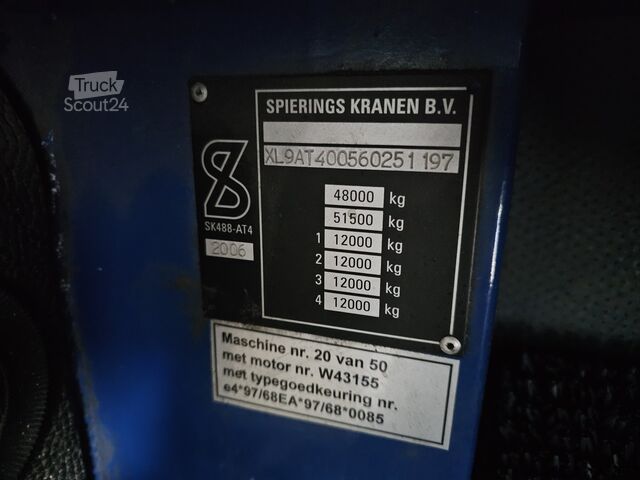 Truck
Scout24
SPIERINGS KRANEN B.V.
XL9AT400560251197
SK488-AT4
2006
48000 kg
51500 kg
1 12000 kg
2 12000 kg
3 12000 kg
4 12000 kg
Maschine nr. 20 van 50
met motor nr. W43155
met typegoedkeuring nr.
e4*97/68EA*97/68*0085